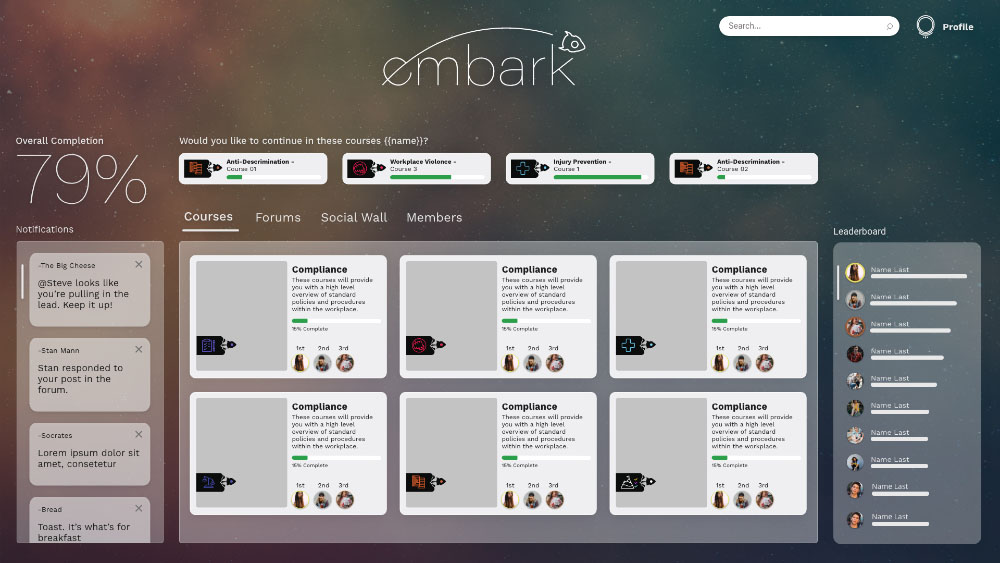 Search...
Profile
embark
Overall Completion
79%
Would you like to continue in these courses {{name}}?
Anti-Descrimination -
Course 01
Workplace Violence -
Course 3
Injury Prevention -
Course 1
Anti-Descrimination -
Course 02
Courses
Forums
Social Wall
Members
Notifications
-The Big Cheese
@Steve looks like
you're pulling in the
lead. Keep it up!
-Stan Mann
Stan responded to
your post in the
forum.
-Socrates
Lorem ipsum dolor sit
amet, consetetur
-Bread
Toast. It's what's for
breakfast
Compliance
These courses will provide
you with a high level
overview of standard
policies and procedures
within the workplace.
15% Complete
1st 2nd 3rd
Compliance
These courses will provide
you with a high level
overview of standard
policies and procedures
within the workplace.
15% Complete
1st 2nd 3rd
Compliance
These courses will provide
you with a high level
overview of standard
policies and procedures
within the workplace.
15% Complete
1st 2nd 3rd
Compliance
These courses will provide
you with a high level
overview of standard
policies and procedures
within the workplace.
15% Complete
1st 2nd 3rd
Compliance
These courses will provide
you with a high level
overview of standard
policies and procedures
within the workplace.
15% Complete
1st 2nd 3rd
Compliance
These courses will provide
you with a high level
overview of standard
policies and procedures
within the workplace.
15% Complete
1st 2nd 3rd
Leaderboard
Name Last
Name Last
Name Last
Name Last
Name Last
Name Last
Name Last
Name Last
Name Last
Name Last